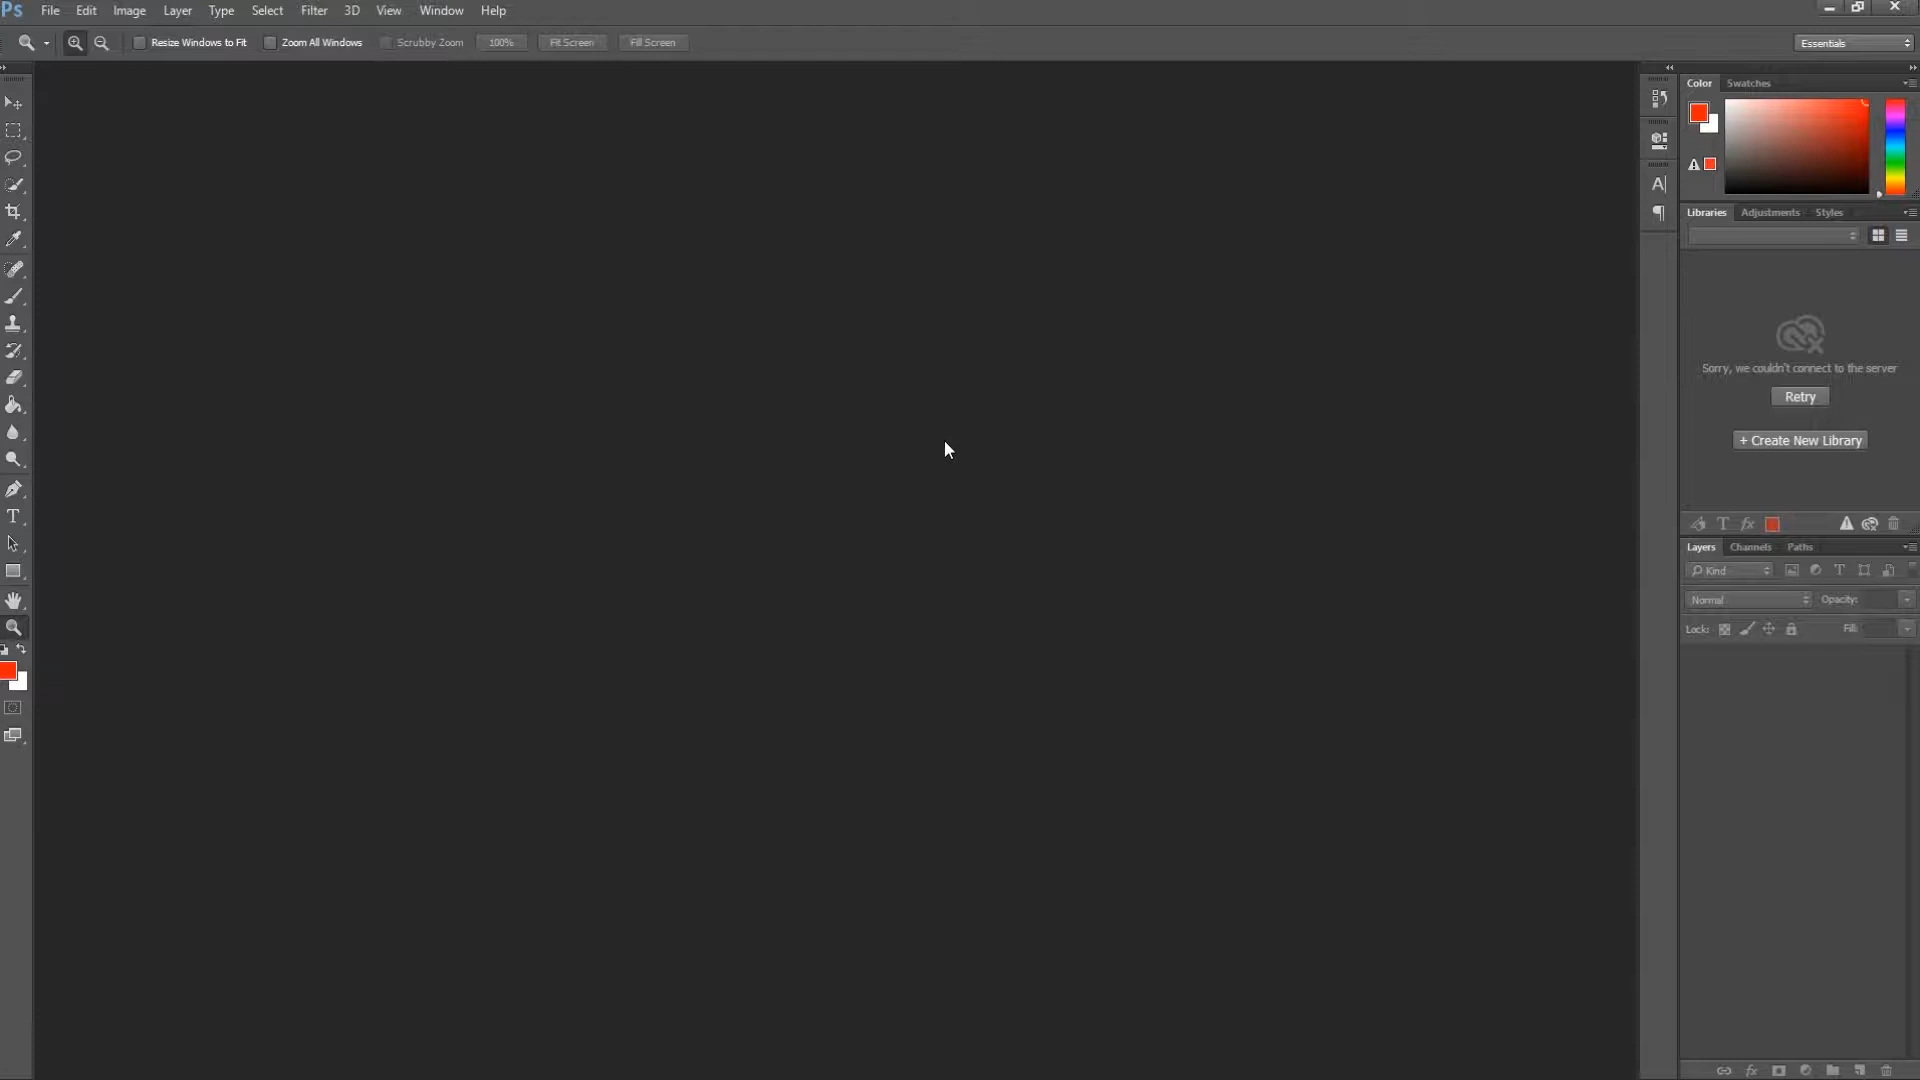 Ps File Edit Image Layer Type Select Filter 3D View Window Help
Resize Windows to Fit Zoom All Windows Scrubby Zoom 100% Fit Screen Fill Screen Essentials
Color Swatches
Libraries Adjustments Styles
Sorry, we couldn't connect to the server
Retry
+ Create New Library
Layers Channels Paths
Kind
Normal Opacity:
Lock: Fill: